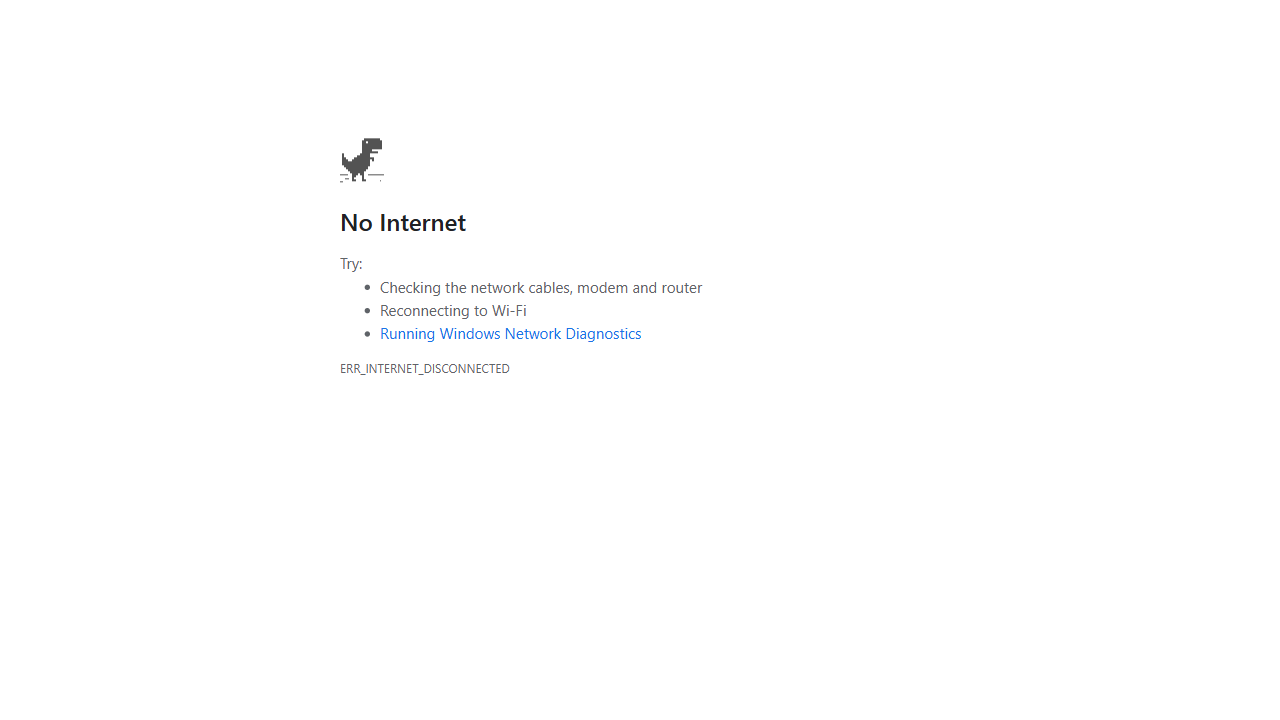 No Internet
Try:
Checking the network cables, modem and router
Reconnecting to Wi-Fi
Running Windows Network Diagnostics
ERR_INTERNET_DISCONNECTED